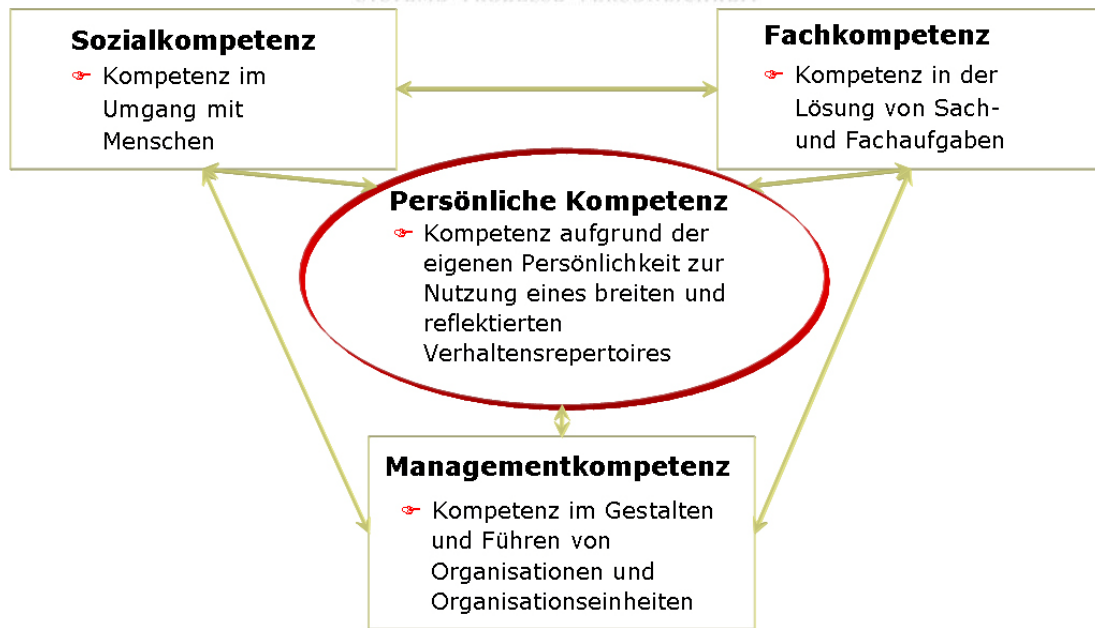 Sozialkompetenz
☞ Kompetenz im
Umgang mit
Menschen
Fachkompetenz
☞ Kompetenz in der
Lösung von Sach-
und Fachaufgaben
Persönliche Kompetenz
☞ Kompetenz aufgrund der
eigenen Persönlichkeit zur
Nutzung eines breiten und
reflektierten
Verhaltensrepertoires
Managementkompetenz
☞ Kompetenz im Gestalten
und Führen von
Organisationen und
Organisationseinheiten